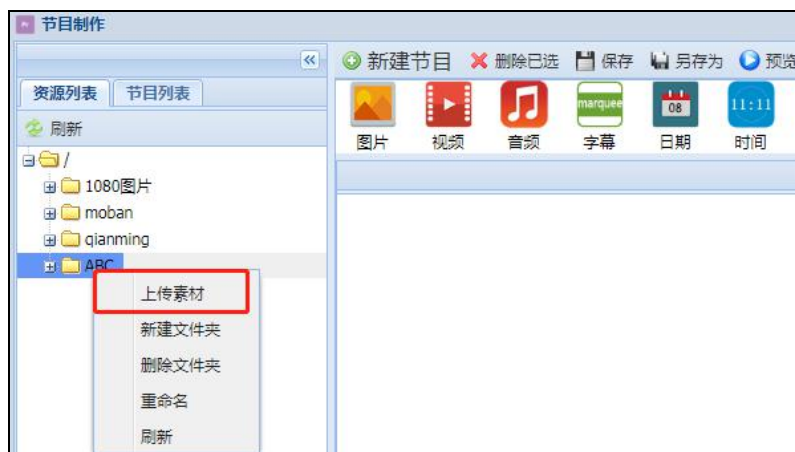 节目制作
新建节目 删除已选 保存 另存为 预览
资源列表 节目列表
marquee 08 11:11
刷新
图片 视频 音频 字幕 日期 时间
/
1080图片
moban
qianming
ABC
上传素材
新建文件夹
删除文件夹
重命名
刷新